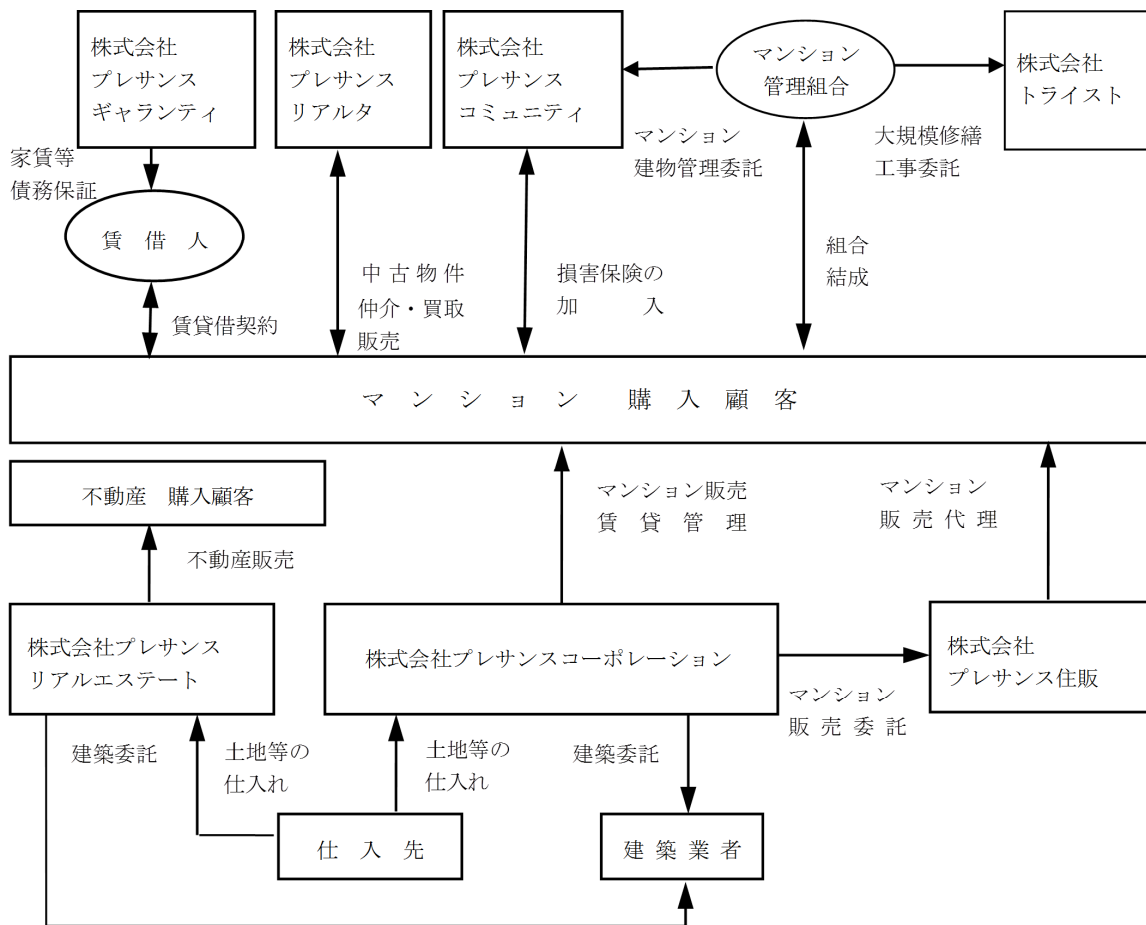 株式会社
プレサンス
ギャランティ
株式会社
プレサンス
リアルタ
株式会社
プレサンス
コミュニティ
マンション
管理組合
株式会社
トライスト
家賃等
債務保証
マンション
建物管理委託
大規模修繕
工事委託
賃 借 人
賃貸借契約
中 古 物 件
仲介・買取
販売
損害保険の
加 入
組合
結成
マ ン シ ョ ン 購 入 顧 客
不動産 購入顧客
マンション販売
賃 貸 管 理
マンション
販 売 代 理
不動産販売
株式会社プレサンス
リアルエステート
株式会社プレサンスコーポレーション
株式会社
プレサンス住販
マンション
販 売 委 託
建築委託
土地等の
仕入れ
土地等の
仕入れ
建築委託
仕 入 先
建 築 業 者